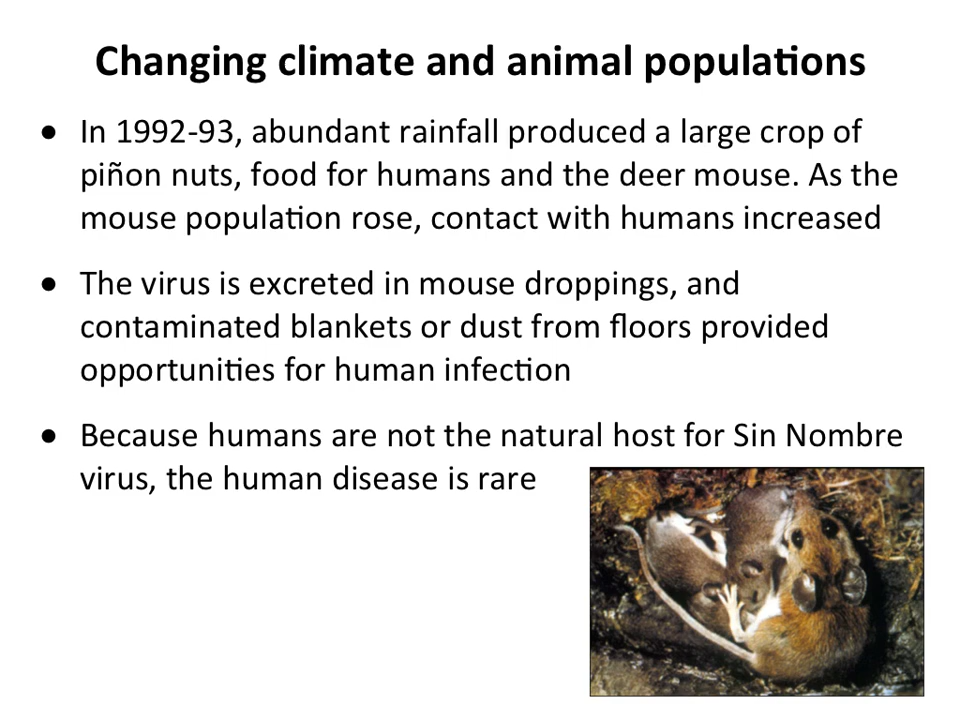 Changing climate and animal populations
● In 1992-93, abundant rainfall produced a large crop of
piñon nuts, food for humans and the deer mouse. As the
mouse population rose, contact with humans increased
● The virus is excreted in mouse droppings, and
contaminated blankets or dust from floors provided
opportunities for human infection
● Because humans are not the natural host for Sin Nombre
virus, the human disease is rare